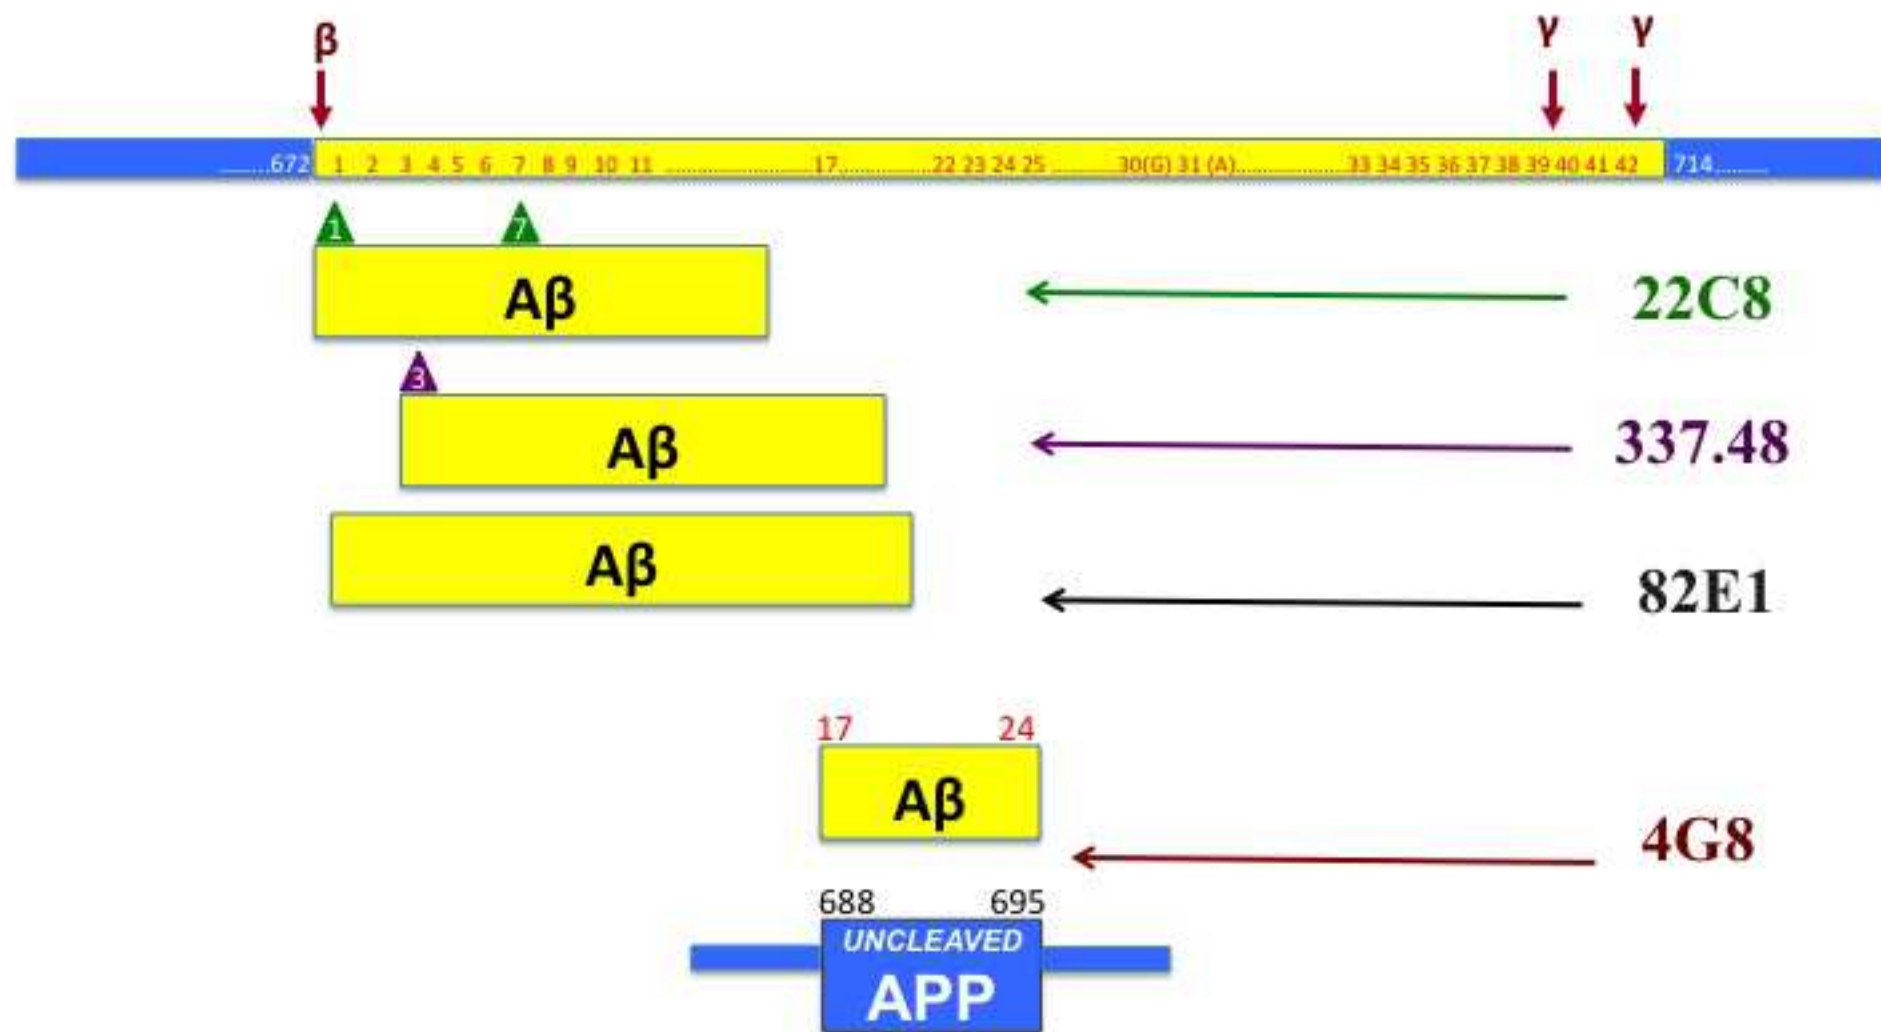 β γ γ
........672 1 2 3 4 5 6 7 8 9 10 11 ........................ 17.............. 22 23 24 25 ........... 30(G) 31 (A)................... 33 34 35 36 37 38 39 40 41 42 714.........
1 7
Aβ 22C8
3
Aβ 337.48
Aβ 82E1
17 24
Aβ 4G8
688 695
UNCLEAVED
APP